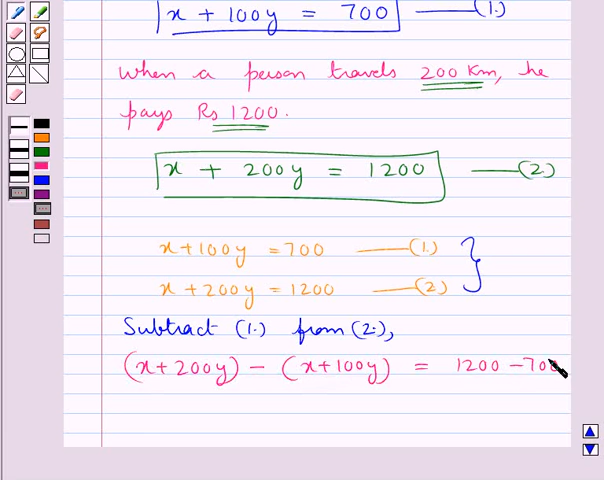 x + 100y = 700 —(1.)
When a person travels 200 Km, he
pays Rs 1200.
x + 200y = 1200 —(2.)
x + 100y = 700 —(1.)
x + 200y = 1200 —(2.)
Subtract (1.) from (2.),
(x + 200y) - (x + 100y) = 1200 - 700